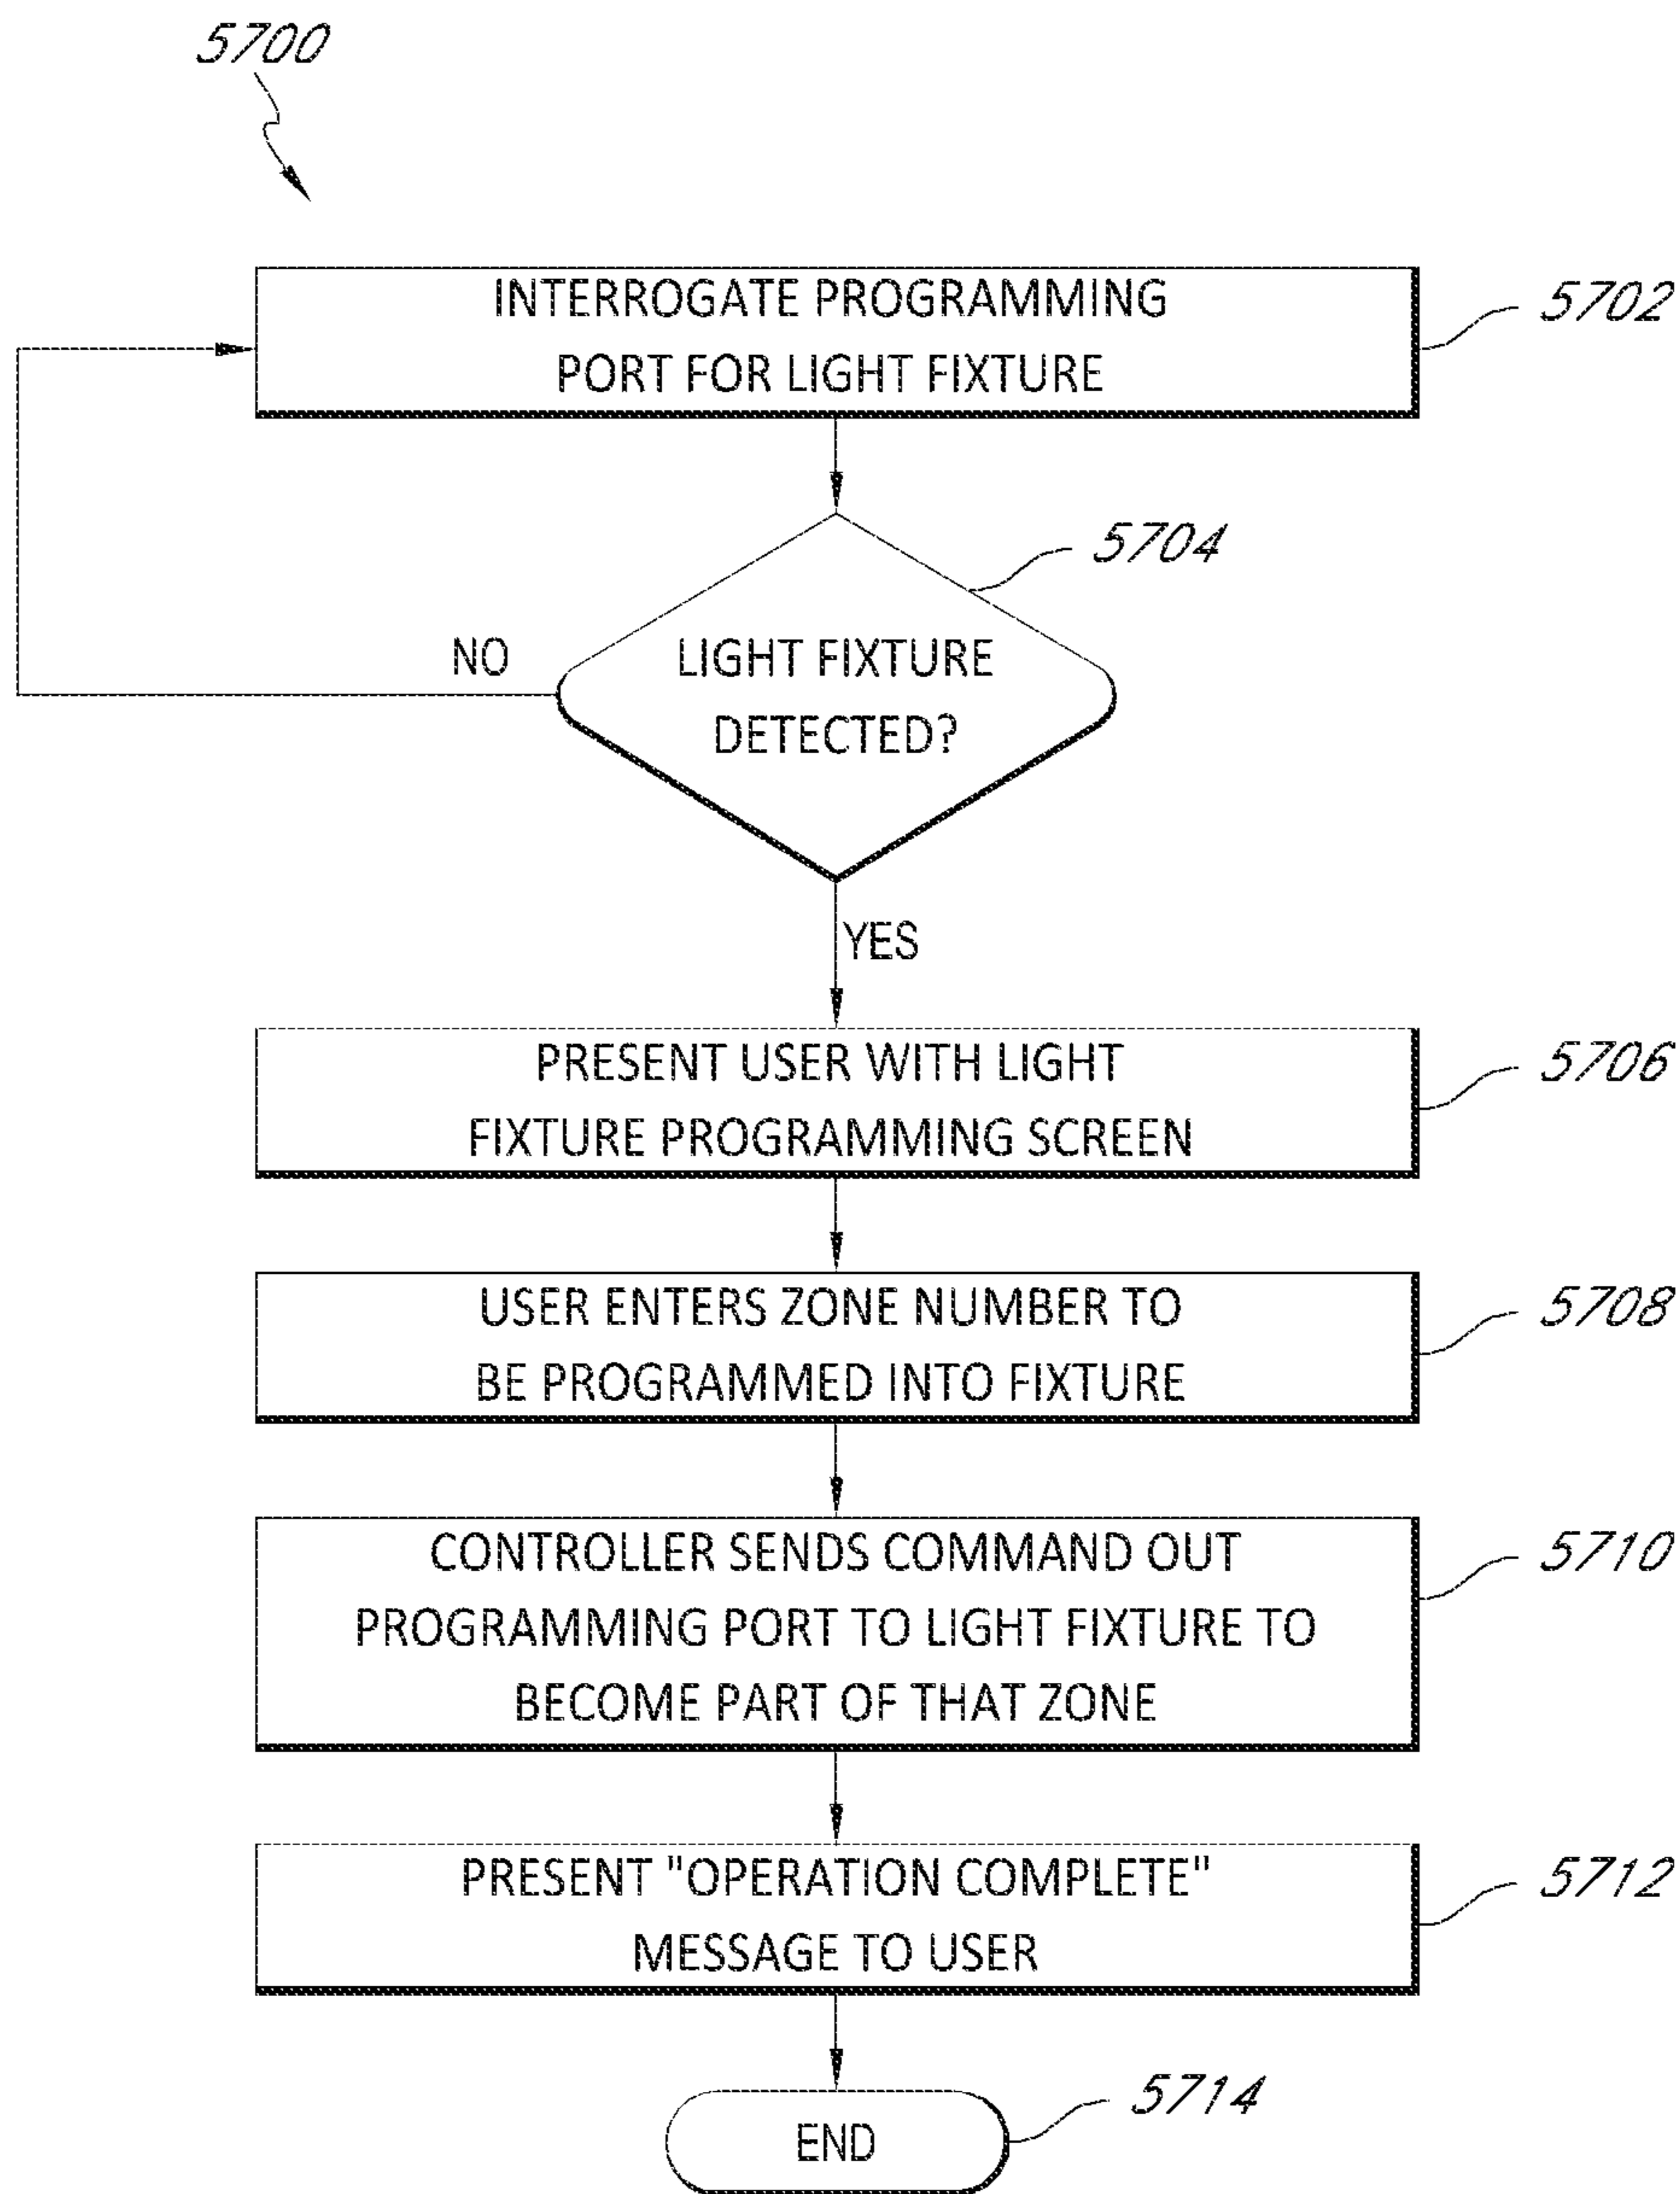 5700
INTERROGATE PROGRAMMING
PORT FOR LIGHT FIXTURE
5702
5704
NO
LIGHT FIXTURE
DETECTED?
YES
PRESENT USER WITH LIGHT
FIXTURE PROGRAMMING SCREEN
5706
USER ENTERS ZONE NUMBER TO
BE PROGRAMMED INTO FIXTURE
5708
CONTROLLER SENDS COMMAND OUT
PROGRAMMING PORT TO LIGHT FIXTURE TO
BECOME PART OF THAT ZONE
5710
PRESENT "OPERATION COMPLETE"
MESSAGE TO USER
5712
END
5714